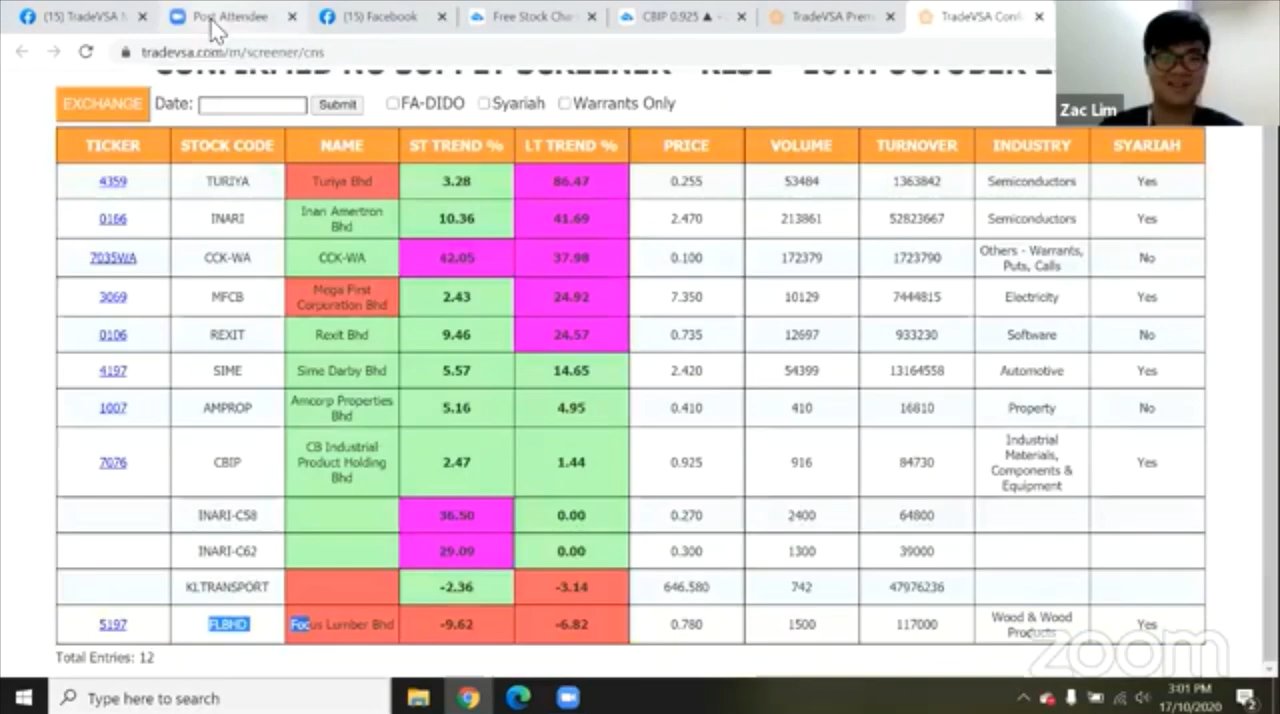 (15) TradeVSA M
Post Attendee
(15) Facebook
Free Stock Cha
CBIP 0.925 ▲
TradeVSA Prem
TradeVSA Conf
tradevsa.com/m/screener/cns
Zac Lim
CONFIRMED NO SUPPLY SCREENER - KLSE - 16TH OCTOBER
EXCHANGE Date: Submit FA-DIDO Syariah Warrants Only
TICKER STOCK CODE NAME ST TREND % LT TREND % PRICE VOLUME TURNOVER INDUSTRY SYARIAH
4359 TURIYA Turiya Bhd 3.28 86.47 0.255 53484 1363842 Semiconductors Yes
0166 INARI Inari Amertron
Bhd 10.36 41.69 2.470 213861 52823667 Semiconductors Yes
7035WA CCK-WA CCK-WA 42.05 37.98 0.100 172379 1723790 Others - Warrants,
Puts, Calls No
3069 MFCB Mega First
Corporation Bhd 2.43 24.92 7.350 10129 7444815 Electricity Yes
0106 REXIT Rexit Bhd 9.46 24.57 0.735 12697 933230 Software No
4197 SIME Sime Darby Bhd 5.57 14.65 2.420 54399 13164558 Automotive Yes
1007 AMPROP Amcorp Properties
Bhd 5.16 4.95 0.410 410 16810 Property No
7076 CBIP CB Industrial
Product Holding
Bhd 2.47 1.44 0.925 916 84730 Industrial
Materials,
Components &
Equipment Yes
INARI-C58 36.50 0.00 0.270 2400 64800
INARI-C62 29.09 0.00 0.300 1300 39000
KLTRANSPORT -2.36 -3.14 646.580 742 47976236
5197 FLBHD Focus Lumber Bhd -9.62 -6.82 0.780 1500 117000 Wood & Wood
Products Yes
Total Entries: 12
zoom
Type here to search
3:01 PM
17/10/2020
2